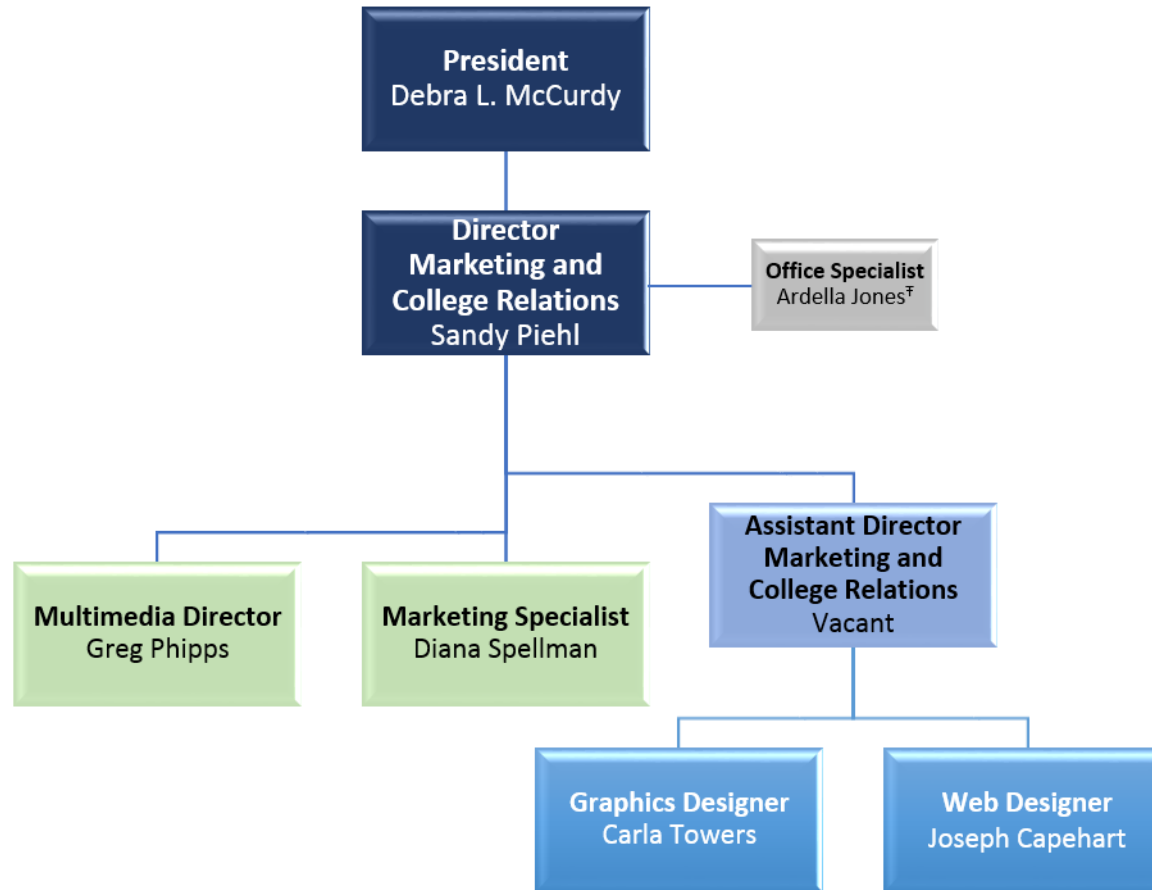 President
Debra L. McCurdy
Director
Marketing and
College Relations
Sandy Piehl
Office Specialist
Ardella Jones Ŧ
Assistant Director
Marketing and
College Relations
Vacant
Multimedia Director
Greg Phipps
Marketing Specialist
Diana Spellman
Graphics Designer
Carla Towers
Web Designer
Joseph Capehart